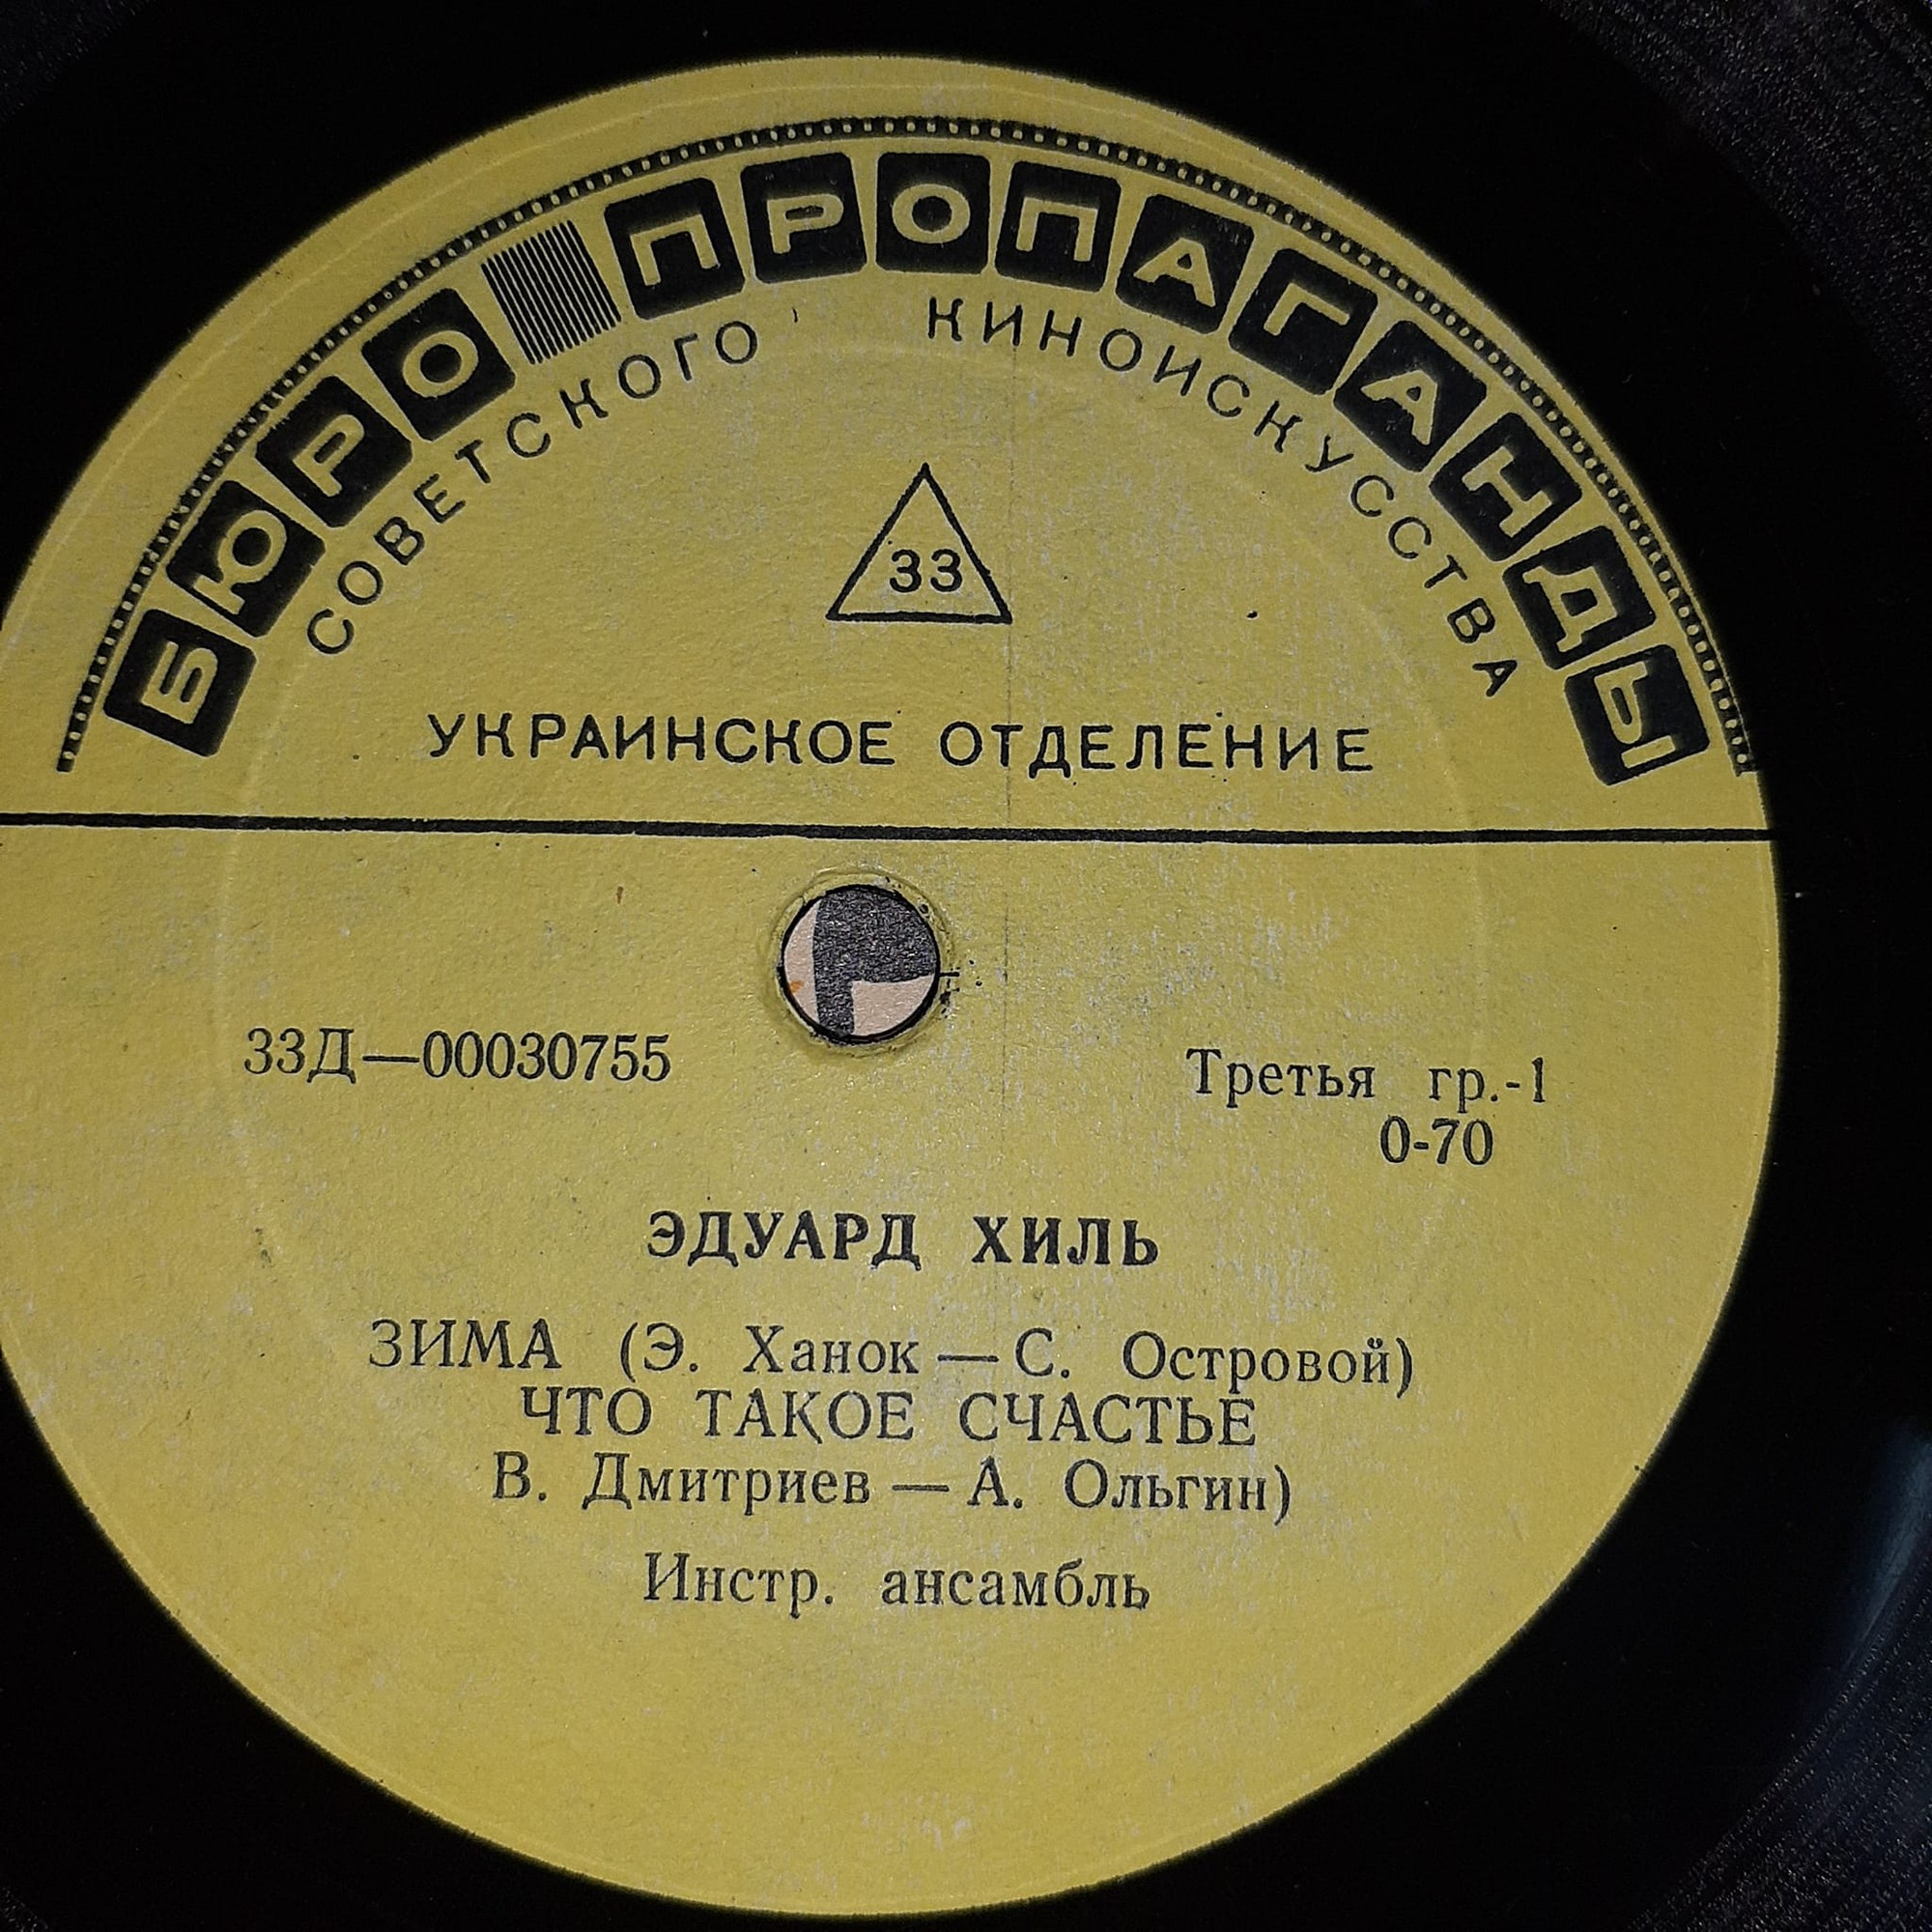 БЮРО ПРОПАГАНДЫ
СОВЕТСКОГО КИНОИСКУССТВА
33
УКРАИНСКОЕ ОТДЕЛЕНИЕ
33Д—00030755
Третья гр.-1
0-70
ЭДУАРД ХИЛЬ
ЗИМА (Э. Ханок — С. Островой)
ЧТО ТАКОЕ СЧАСТЬЕ
В. Дмитриев — А. Ольгин)
Инстр. ансамбль